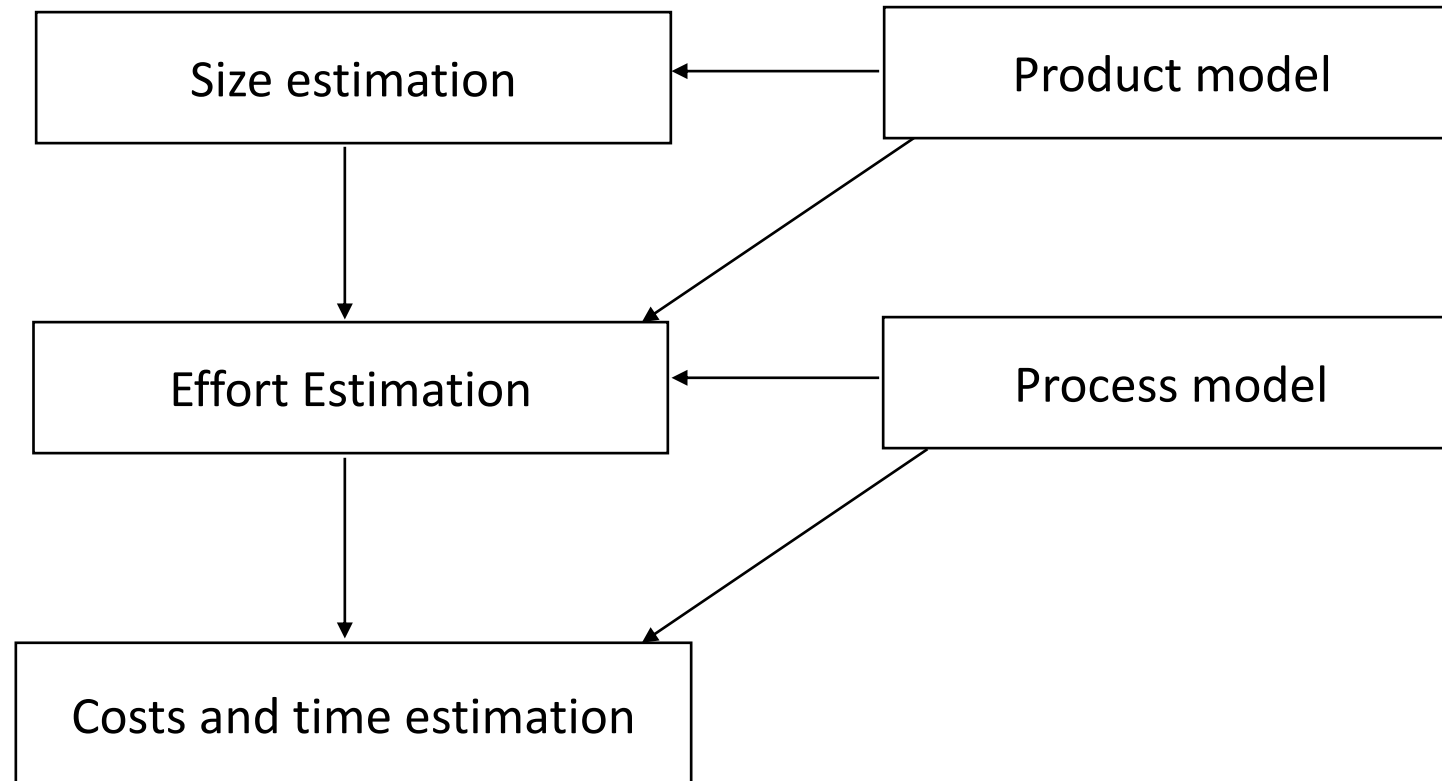 Size estimation
Product model
Effort Estimation
Process model
Costs and time estimation